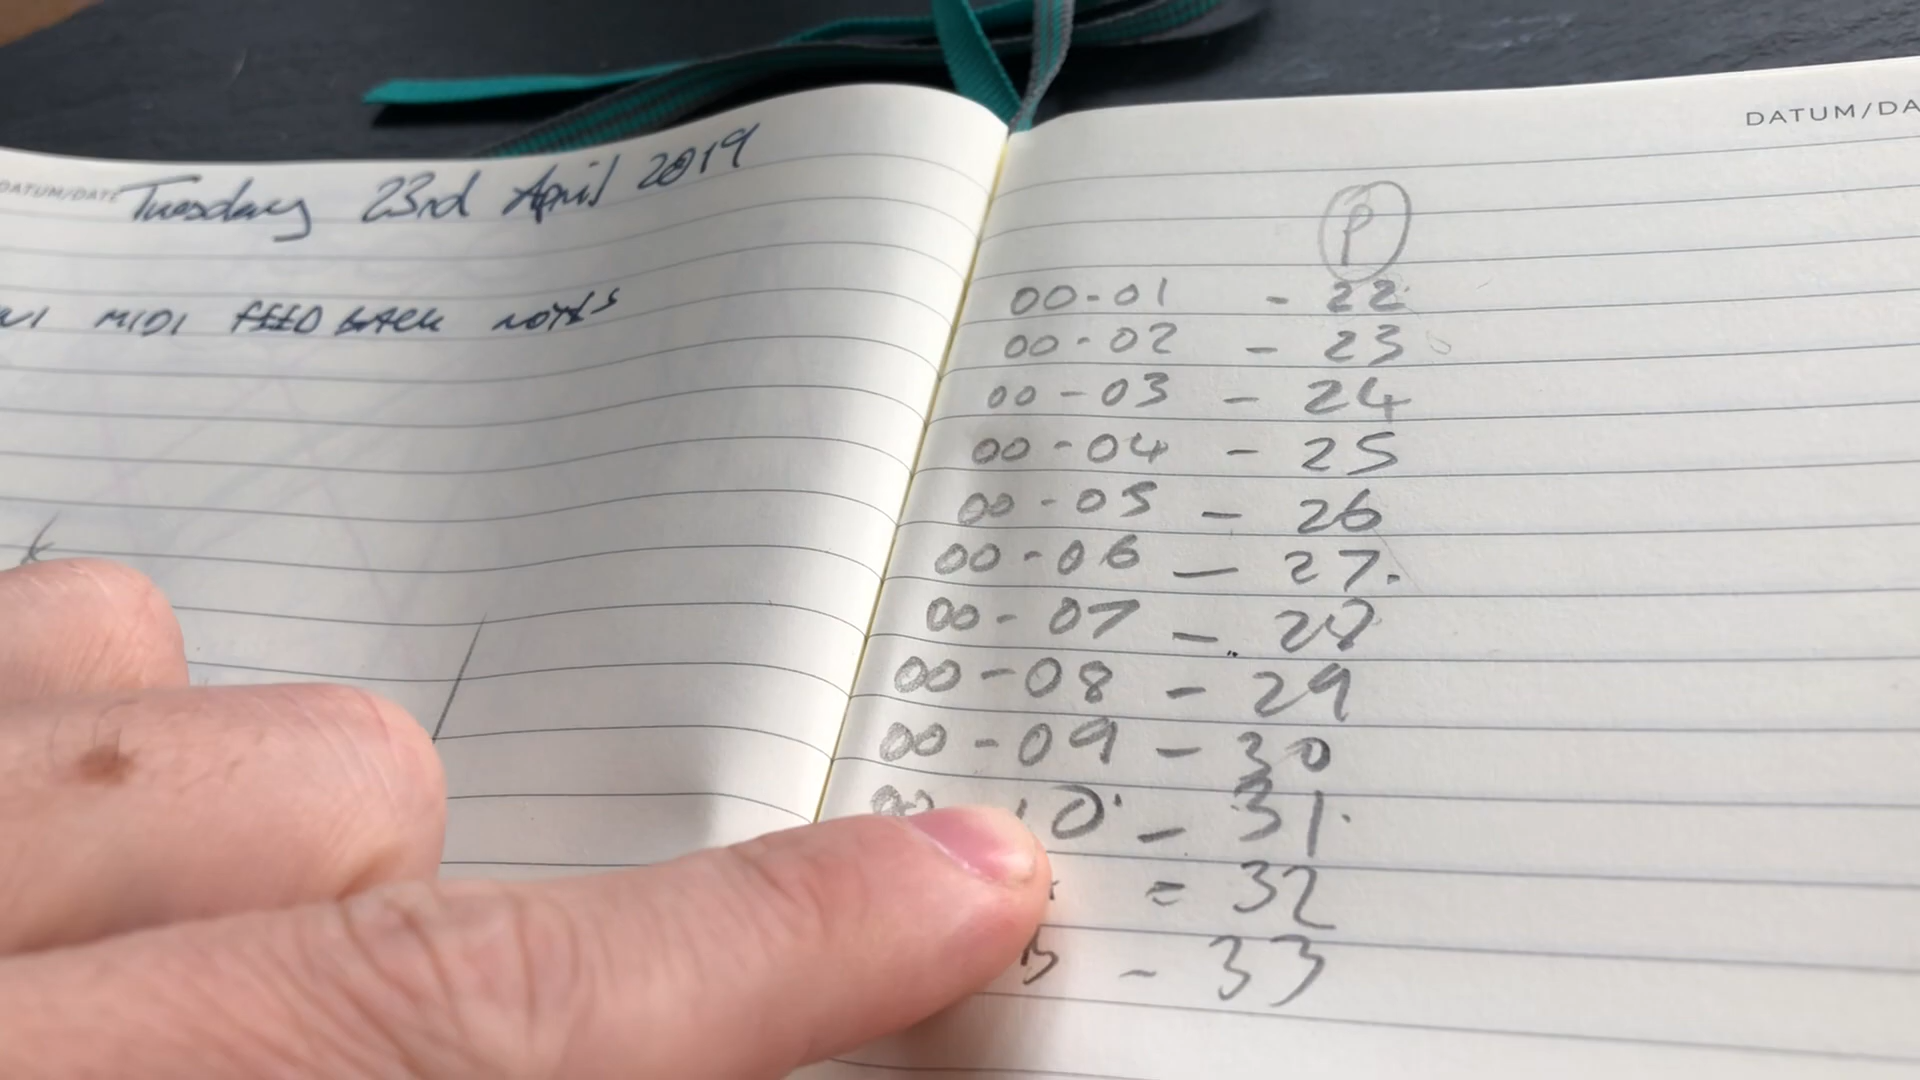 DATUM/DATE Tuesday 23rd April 2019
MIDI FEEDBACK NOTES
DATUM/DA
P
00-01 - 22
00-02 - 23
00-03 - 24
00-04 - 25
00-05 - 26
00-06 - 27.
00-07 - 28
00-08 - 29
00-09 - 30
00 10 - 31
= 32
- 33